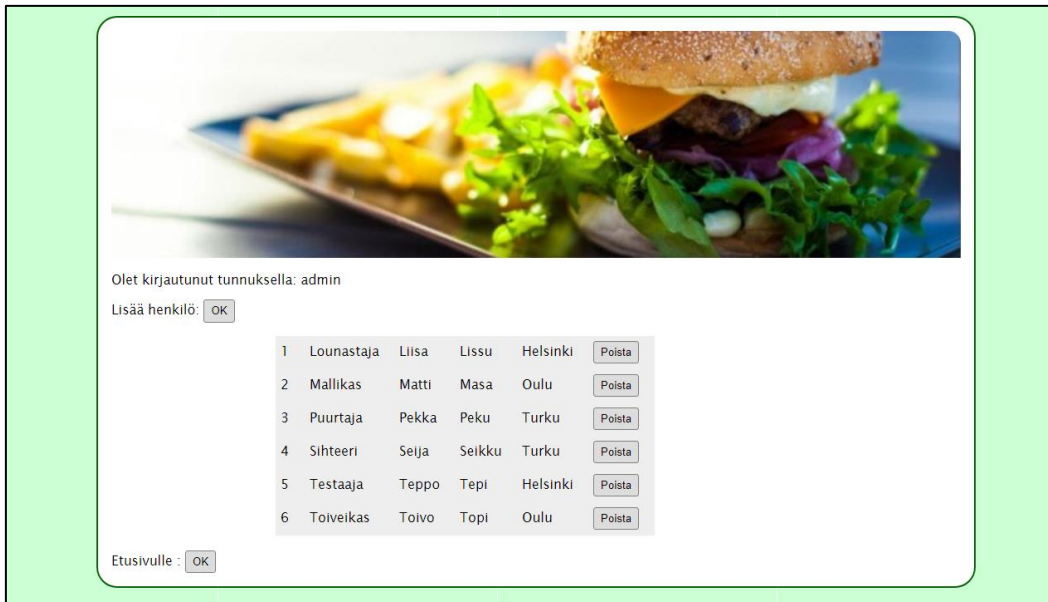 Olet kirjautunut tunnuksella: admin
Lisää henkilö: OK
1 Lounastaja Liisa Lissu Helsinki Poista
2 Mallikas Matti Masa Oulu Poista
3 Puurtaja Pekka Peku Turku Poista
4 Sihteeri Seija Seikku Turku Poista
5 Testaaja Teppo Tepi Helsinki Poista
6 Toiveikas Toivo Topi Oulu Poista
Etusivulle : OK